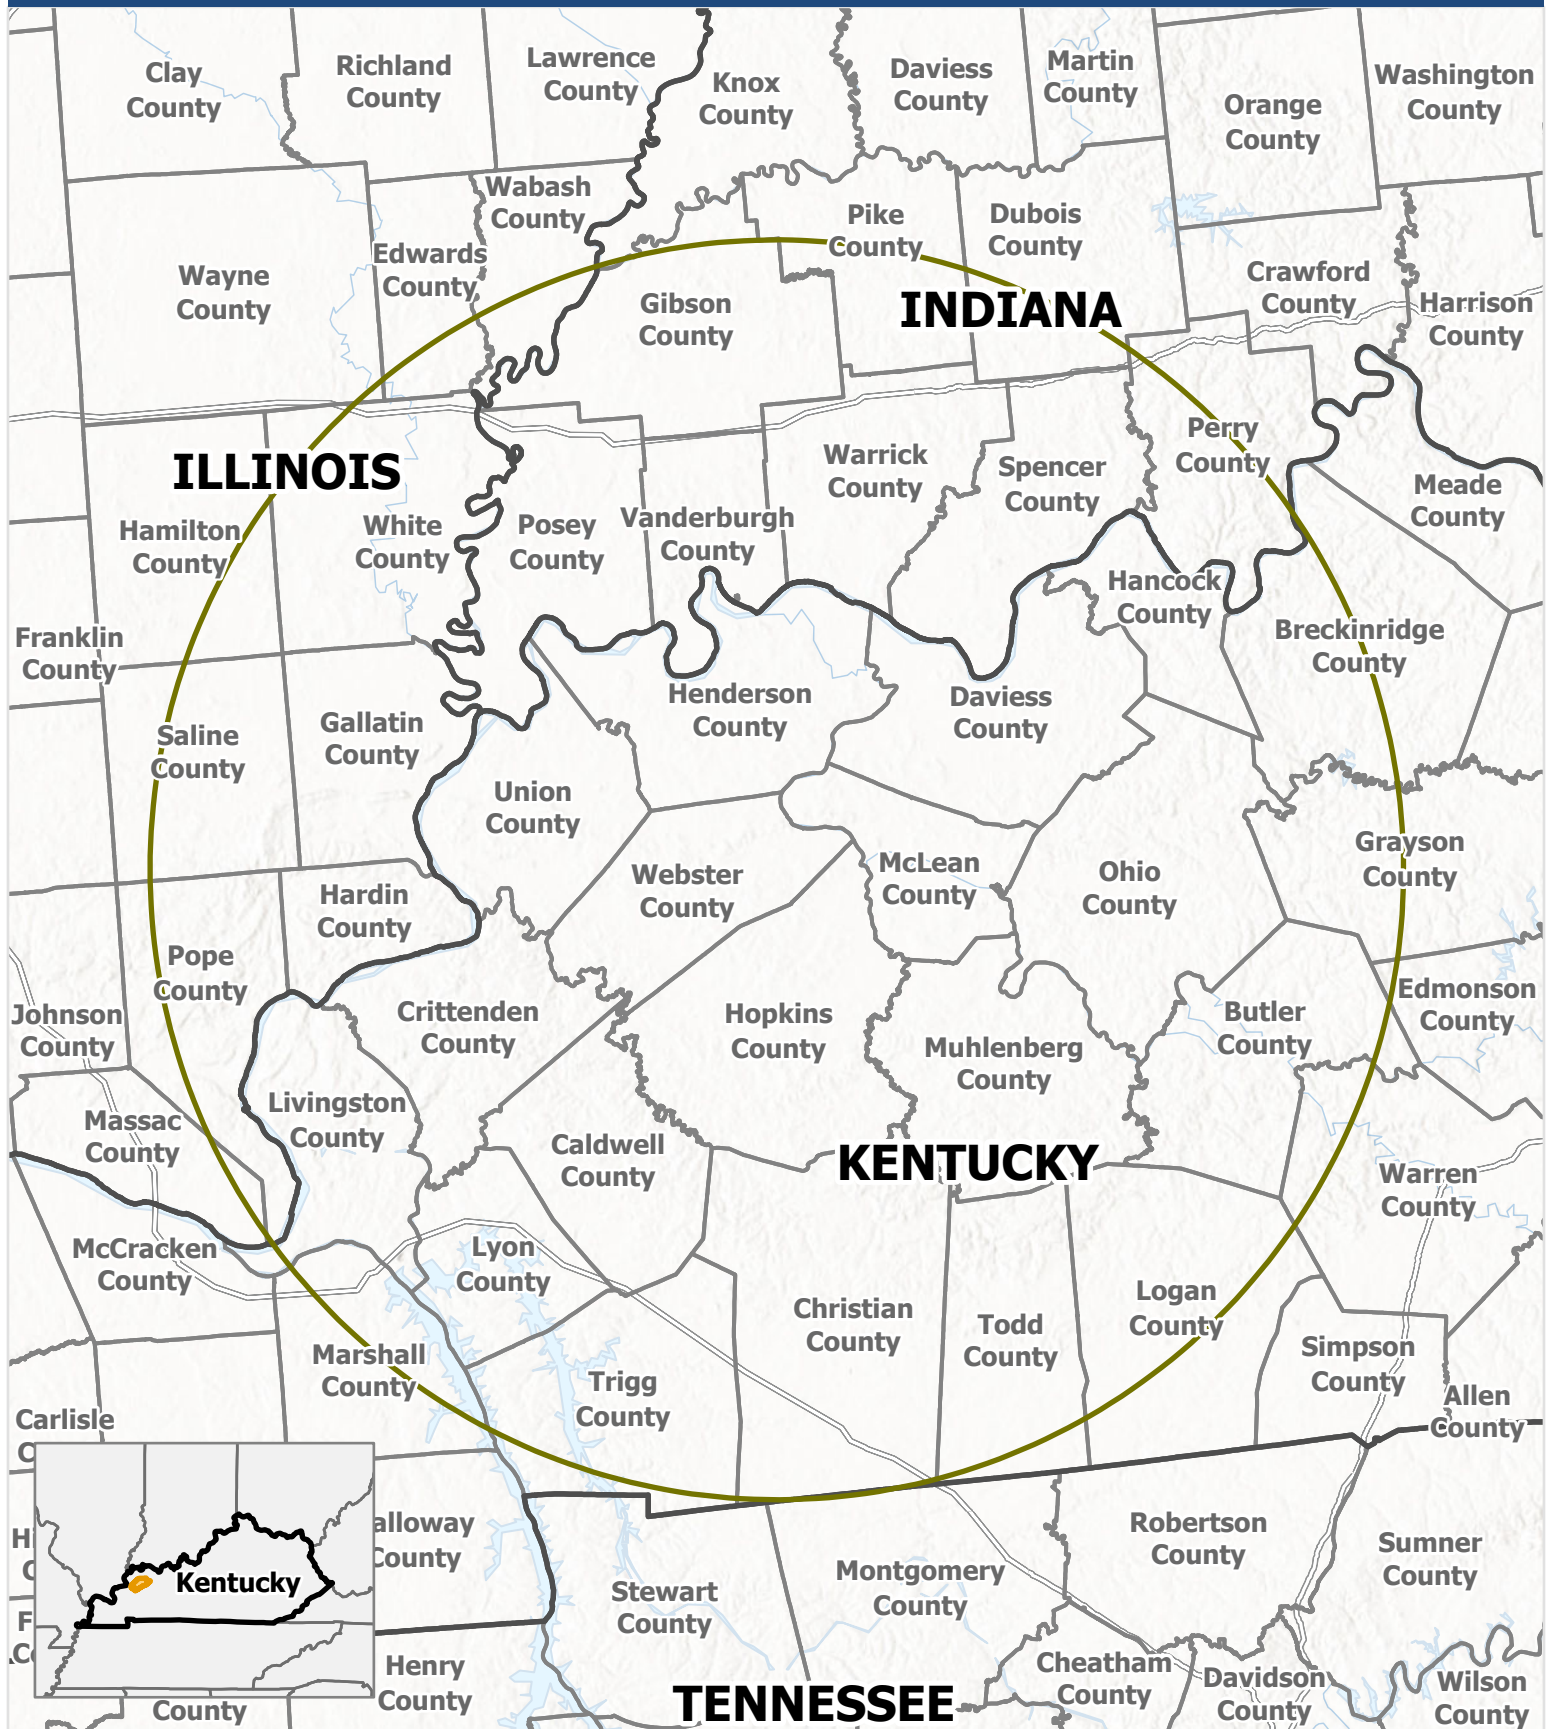 Clay
County
Richland
County
Lawrence
County
Knox
County
Daviess
County
Martin
County
Orange
County
Washington
County
Wabash
County
Pike
County
Dubois
County
Edwards
County
Wayne
County
Gibson
County
INDIANA
Crawford
County
Harrison
County
ILLINOIS
Hamilton
County
White
County
Posey
County
Vanderburgh
County
Warrick
County
Spencer
County
Perry
County
Meade
County
Hancock
County
Franklin
County
Breckinridge
County
Saline
County
Gallatin
County
Henderson
County
Daviess
County
Union
County
Webster
County
McLean
County
Ohio
County
Grayson
County
Hardin
County
Pope
County
Johnson
County
Crittenden
County
Hopkins
County
Muhlenberg
County
Butler
County
Edmonson
County
Massac
County
Livingston
County
Caldwell
County
KENTUCKY
Warren
County
McCracken
County
Lyon
County
Christian
County
Todd
County
Logan
County
Simpson
County
Allen
County
Marshall
County
Trigg
County
Carlisle
C
H
C
F
Co
Kentucky
alloway
County
Stewart
County
Montgomery
County
Robertson
County
Sumner
County
Henry
County
County
TENNESSEE
Cheatham
County
Davidson
County
Wilson
County